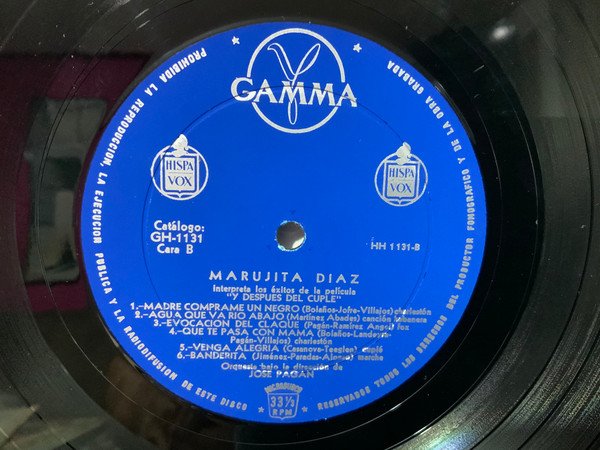 GAMMA
HISPA
VOX
HISPA
VOX
Catálogo:
GH-1131
Cara B
HH 1131-B
MARUJITA DIAZ
interpreta los éxitos de la película
"Y DESPUES DEL CUPLE"
1.-MADRE COMPRAME UN NEGRO (Bolaños-Jofre-Villajos) charlestón
2.-AGUA QUE VA RIO ABAJO (Martínez Abades) canción habanera
3.-EVOCACION DEL CLAQUE (Pagán-Ramírez Angel) fox
4.-QUE TE PASA CON MAMA (Bolaños-Landeyra-
Pagán-Villajos) charlestón
5.-VENGA ALEGRIA (Casanova-Teeglen) cuplé
6.-BANDERITA (Jiménez-Paradas-Alonso) marcha
Orquesta bajo la dirección de
JOSE PAGAN
MICROSURCO
33⅓
RPM
PROHIBIDA LA REPRODUCCION, LA EJECUCION PUBLICA Y LA RADIODIFUSION DE ESTE DISCO
RESERVADOS TODOS LOS DERECHOS DEL PRODUCTOR FONOGRAFICO Y DE LA OBRA GRABADA